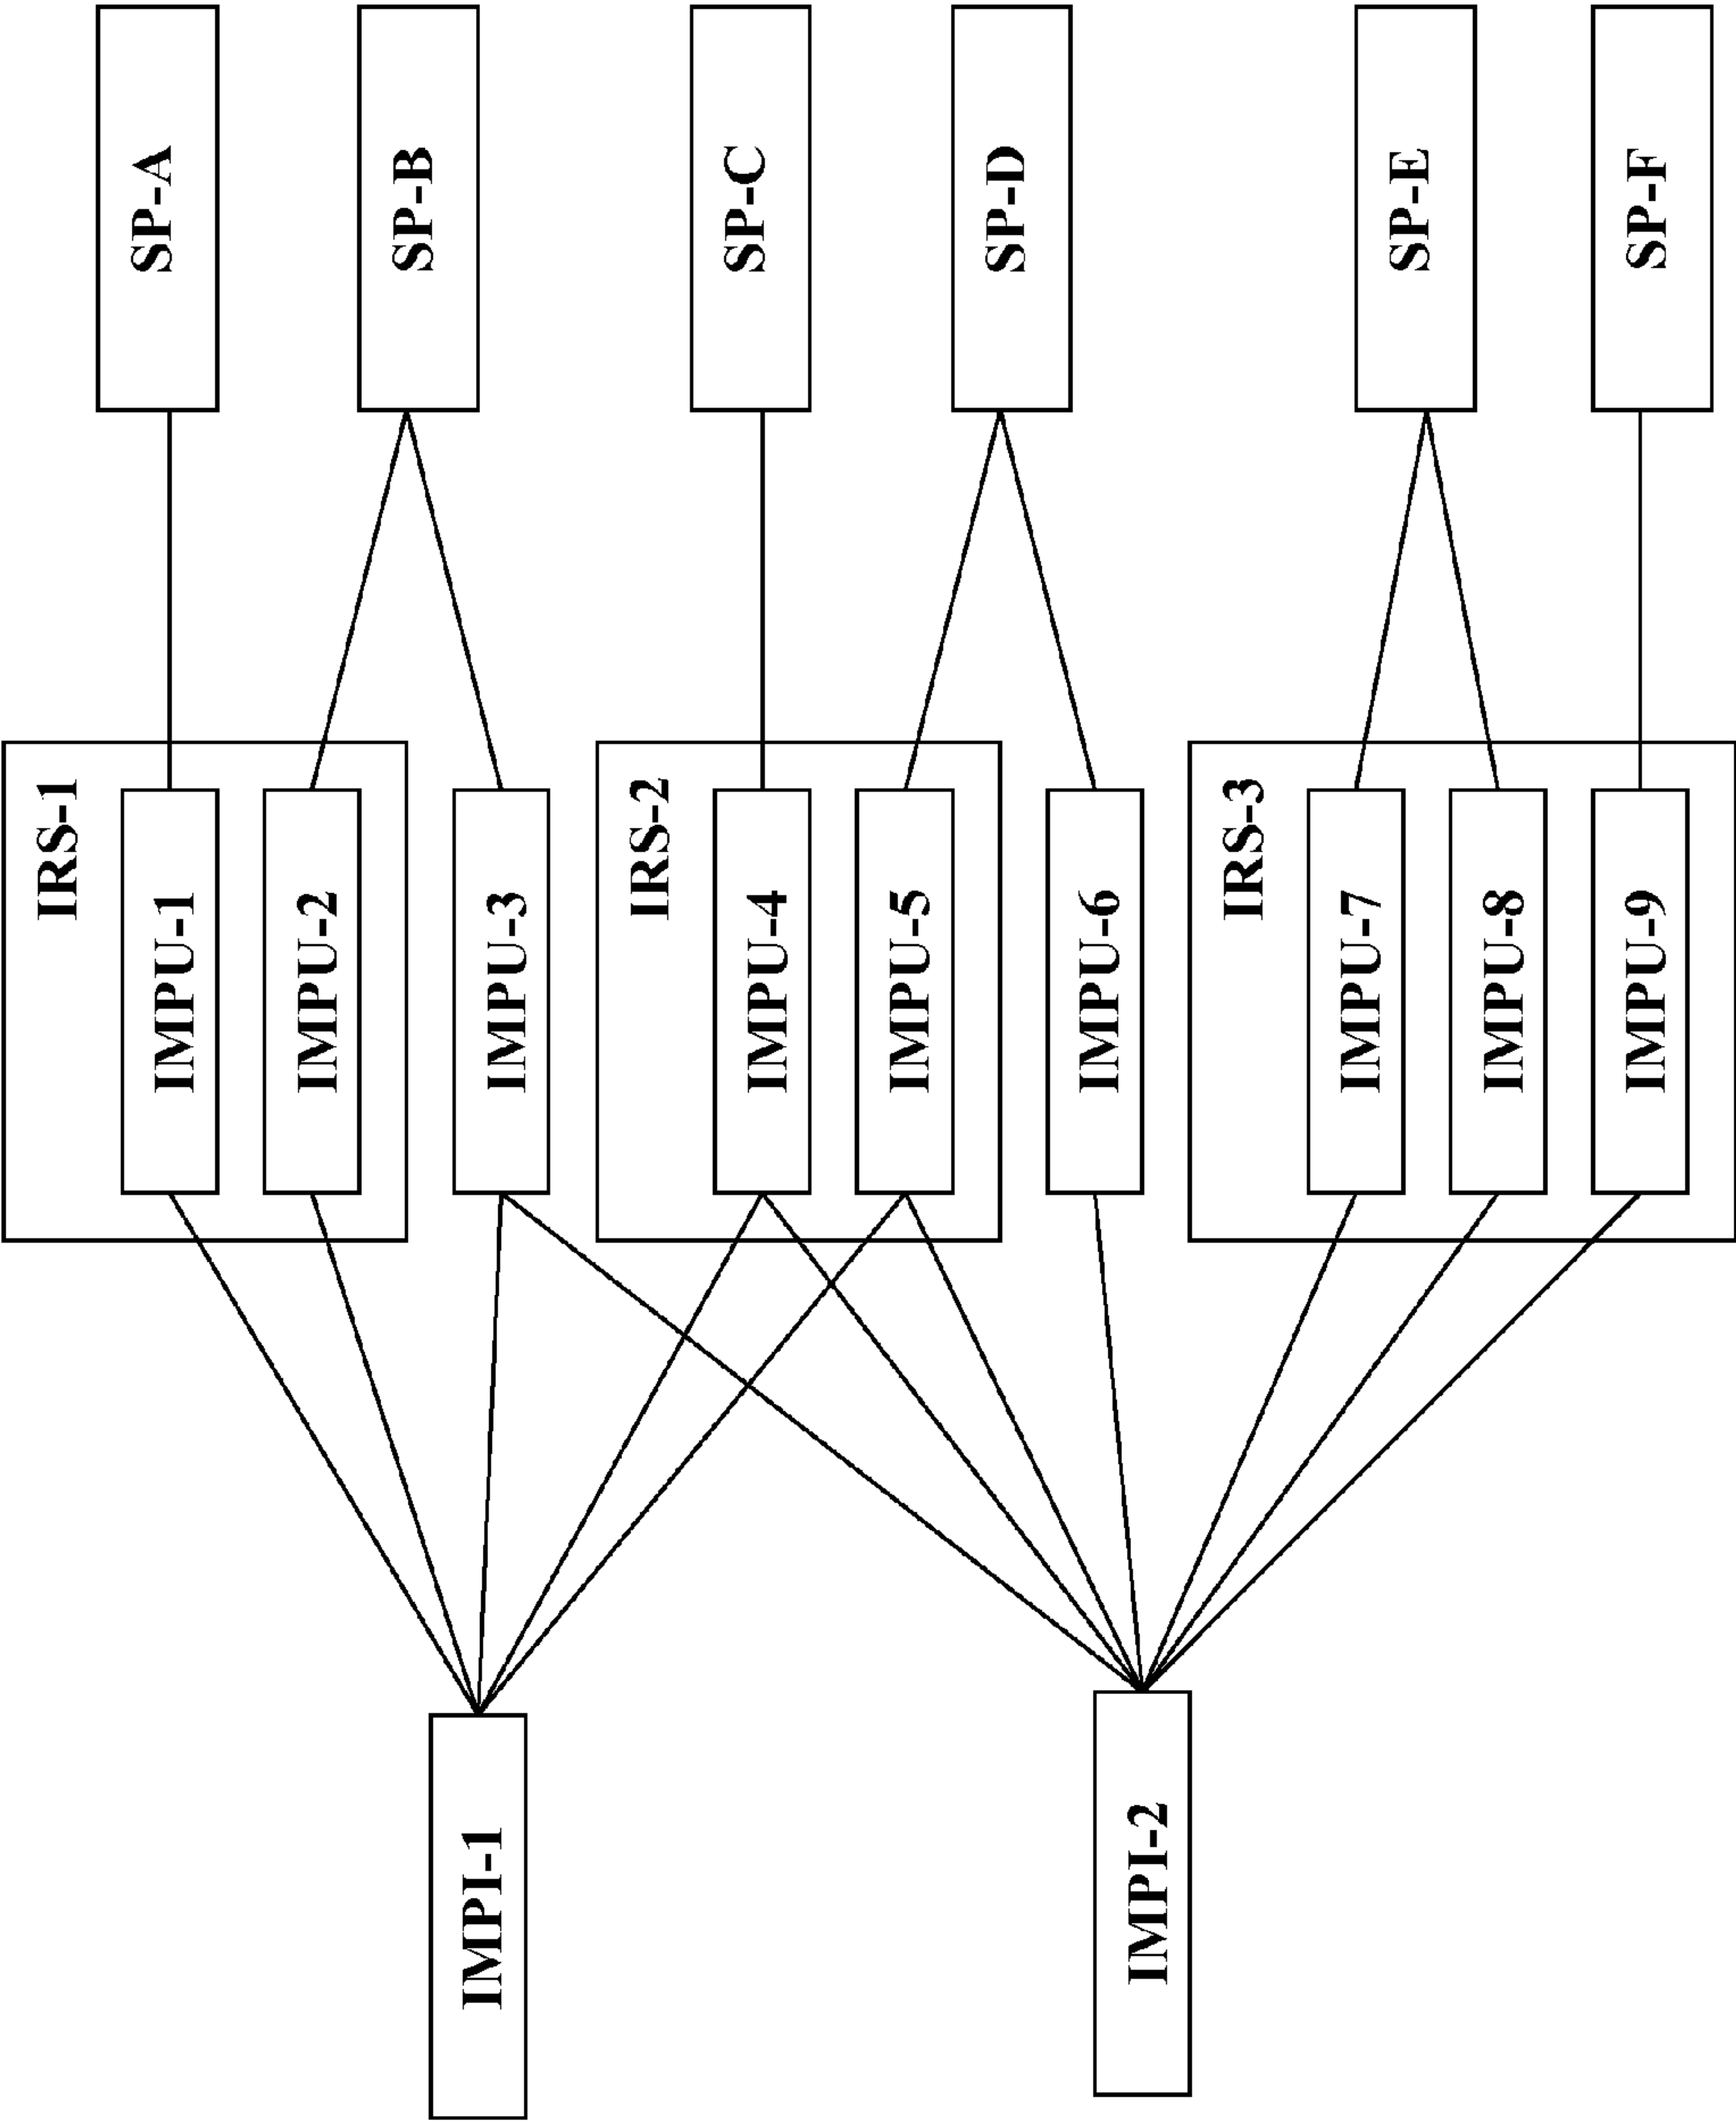 IMPI-1
IMPI-2
IRS-1
IMPU-1
IMPU-2
IMPU-3
IRS-2
IMPU-4
IMPU-5
IMPU-6
IRS-3
IMPU-7
IMPU-8
IMPU-9
SP-A
SP-B
SP-C
SP-D
SP-E
SP-F